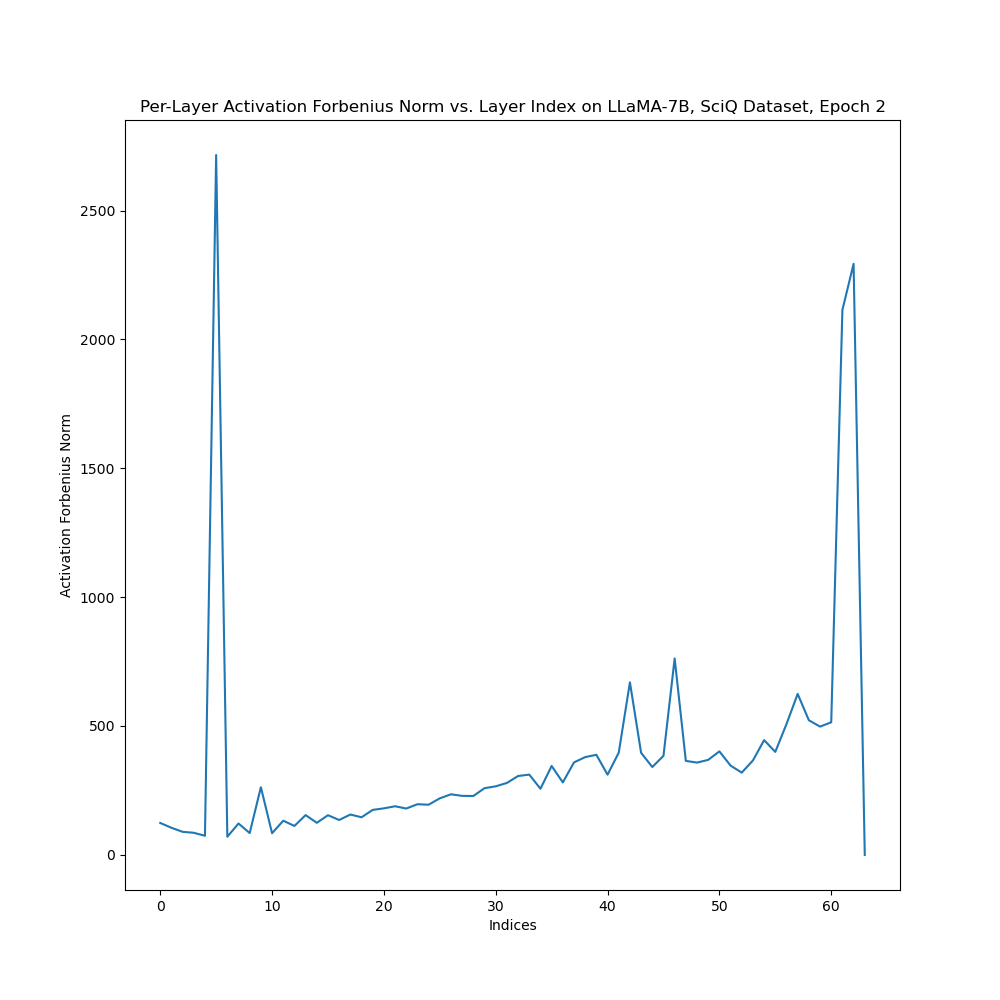 Per-Layer Activation Forbenius Norm vs. Layer Index on LLaMA-7B, SciQ Dataset, Epoch 2
2500
2000
1500
1000
500
0
Activation Forbenius Norm
0 10 20 30 40 50 60
Indices